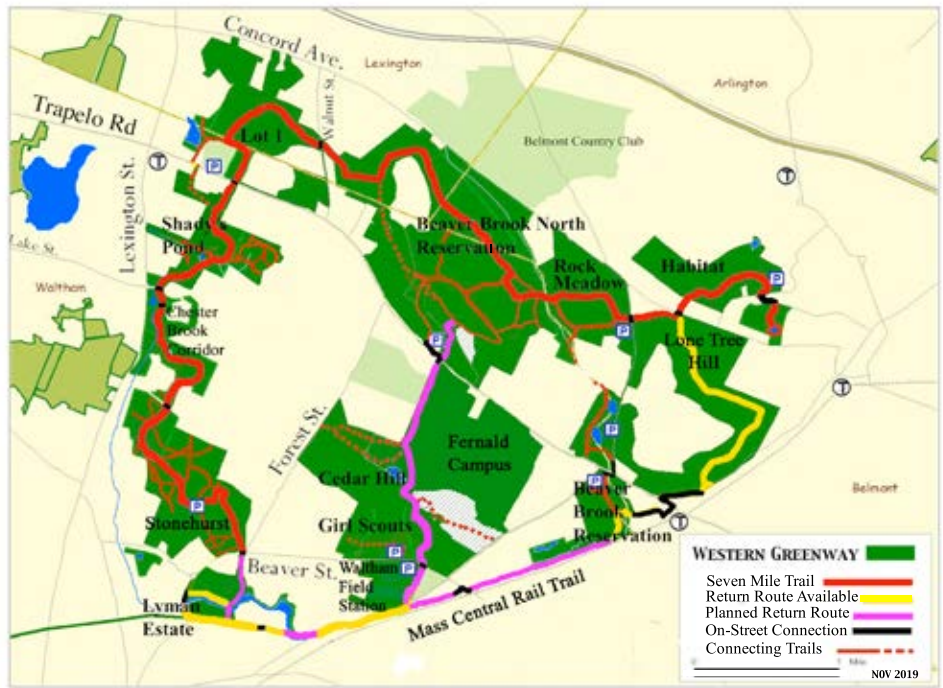 Concord Ave.
Lexington
Arlington
Trapelo Rd
Walnut St.
Lot 1
Belmont Country Club
T
P
T
Lexington St.
Shady's
Pond
Beaver Brook North
Reservation
Rock
Meadow
Habitat
P
Lake St.
Waltham
Chester
Brook
Corridor
P
P
Lone Tree
Hill
T
Forest St.
Fernald
Campus
P
Cedar Hill
P
Beaver
Brook
Reservation
Belmont
P
Stonehurst
Girl Scouts
T
P
Beaver St.
Waltham
Field
Station
P
Lyman
Estate
Mass Central Rail Trail
WESTERN GREENWAY
Seven Mile Trail
Return Route Available
Planned Return Route
On-Street Connection
Connecting Trails
0 1 Mile
NOV 2019